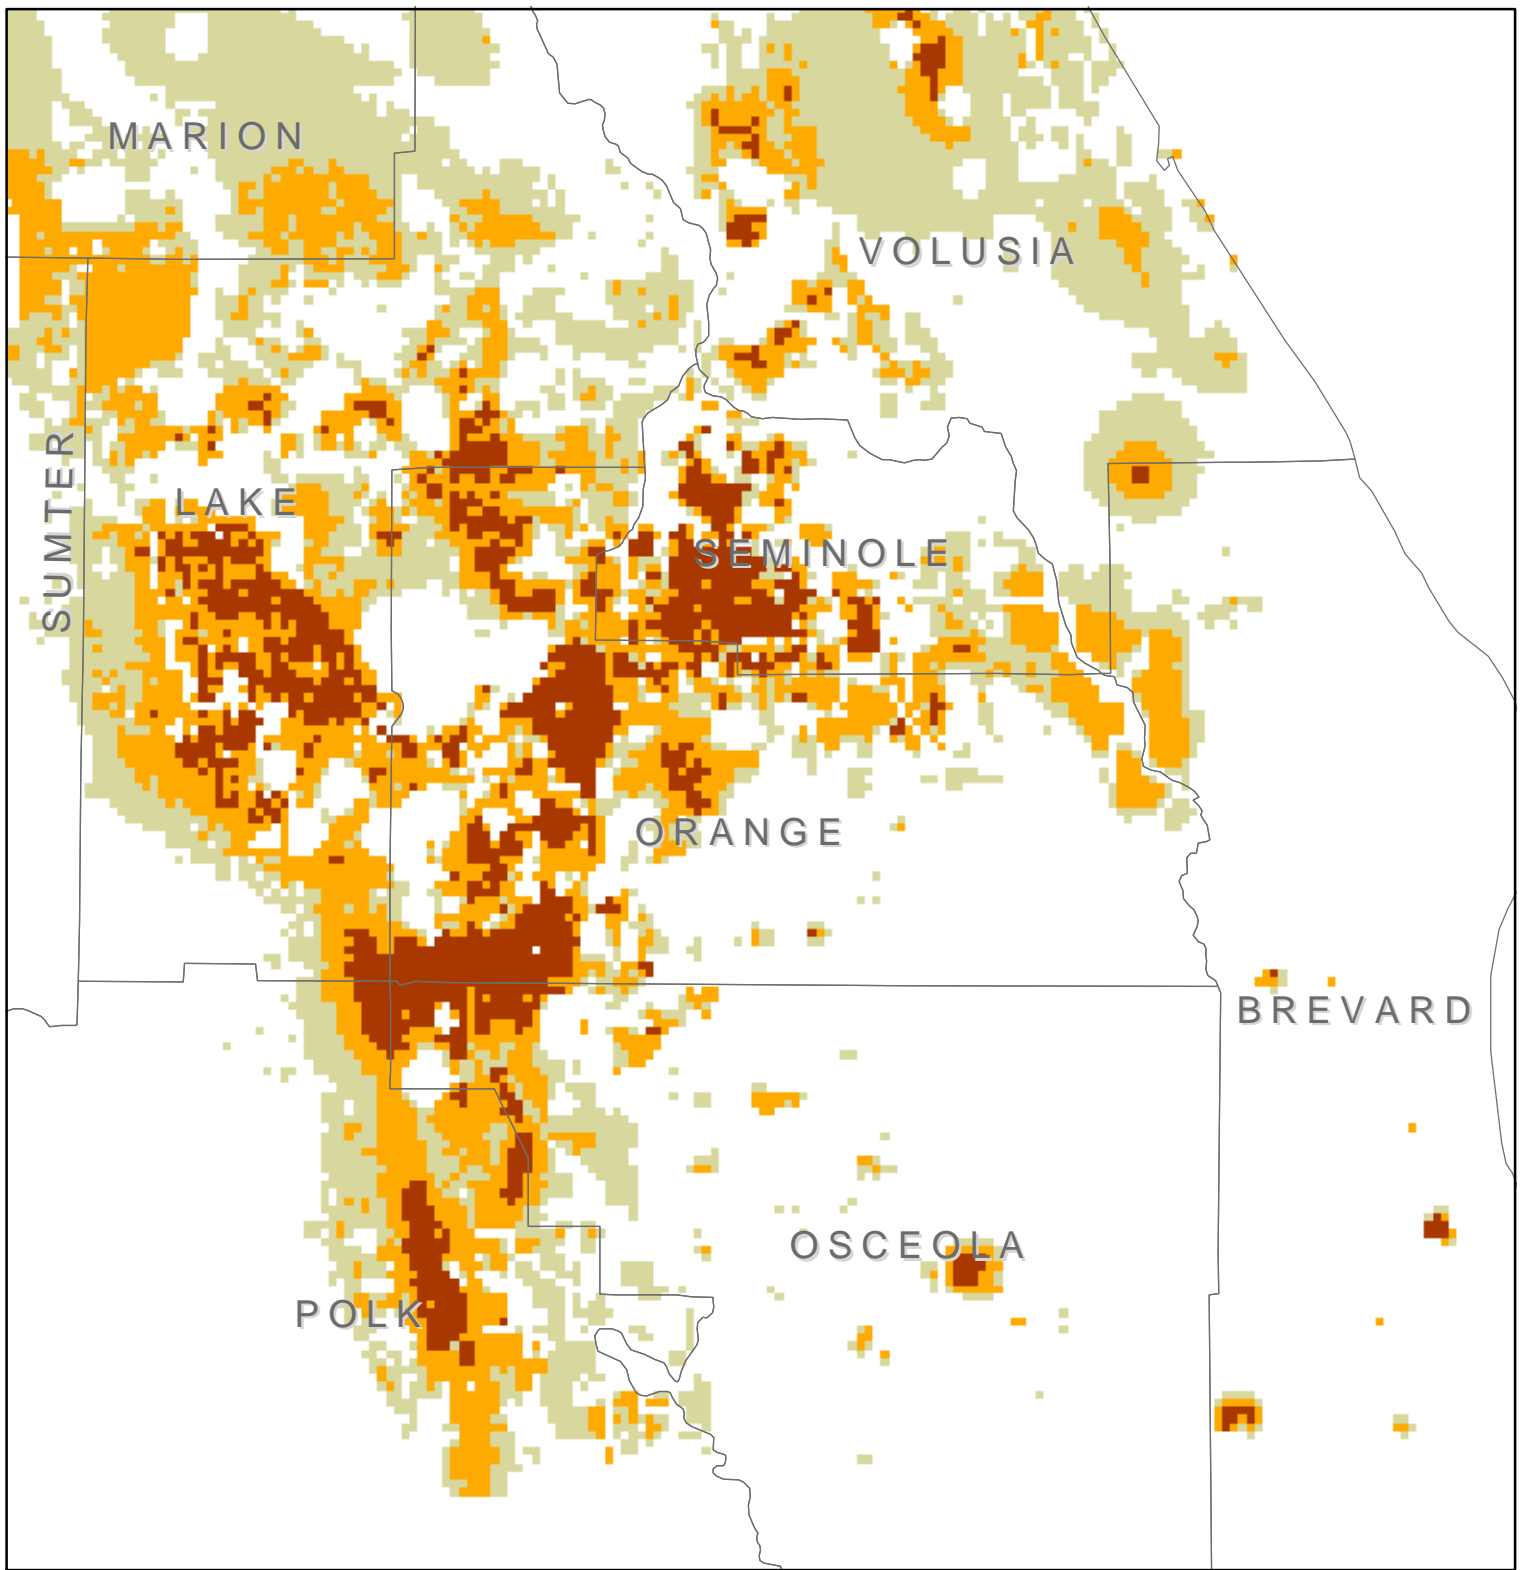 MARION
VOLUSIA
SUMTER
LAKE
SEMINOLE
ORANGE
BREVARD
OSCEOLA
POLK